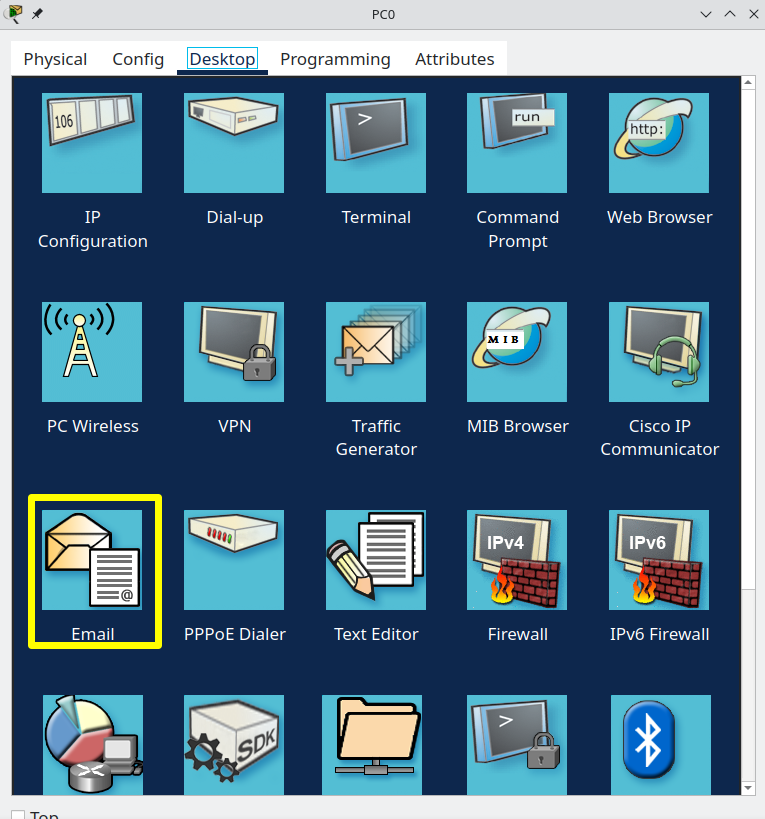 PC0
Physical Config Desktop Programming Attributes
106
>
run
http:
IP Configuration
Dial-up
Terminal
Command Prompt
Web Browser
MIB
PC Wireless
VPN
Traffic Generator
MIB Browser
Cisco IP Communicator
@
IPv4
IPv6
Email
PPPoE Dialer
Text Editor
Firewall
IPv6 Firewall
SDK
>
Top